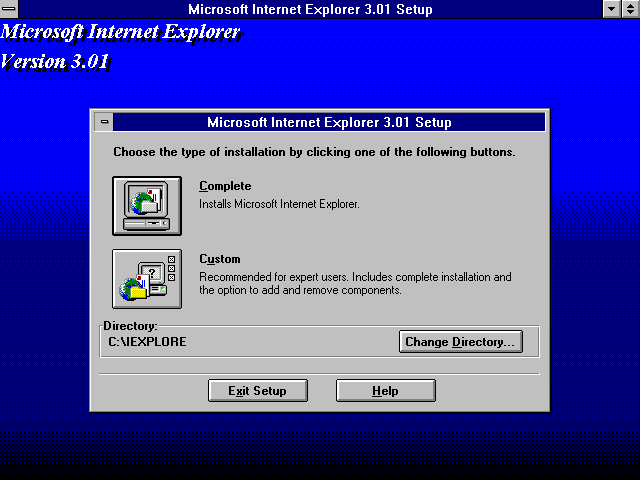 Microsoft Internet Explorer 3.01 Setup
Microsoft Internet Explorer
Version 3.01
Microsoft Internet Explorer 3.01 Setup
Choose the type of installation by clicking one of the following buttons.
Complete
Installs Microsoft Internet Explorer.
?
Custom
Recommended for expert users. Includes complete installation and
the option to add and remove components.
Directory:
C:\IEXPLORE
Change Directory...
Exit Setup
Help